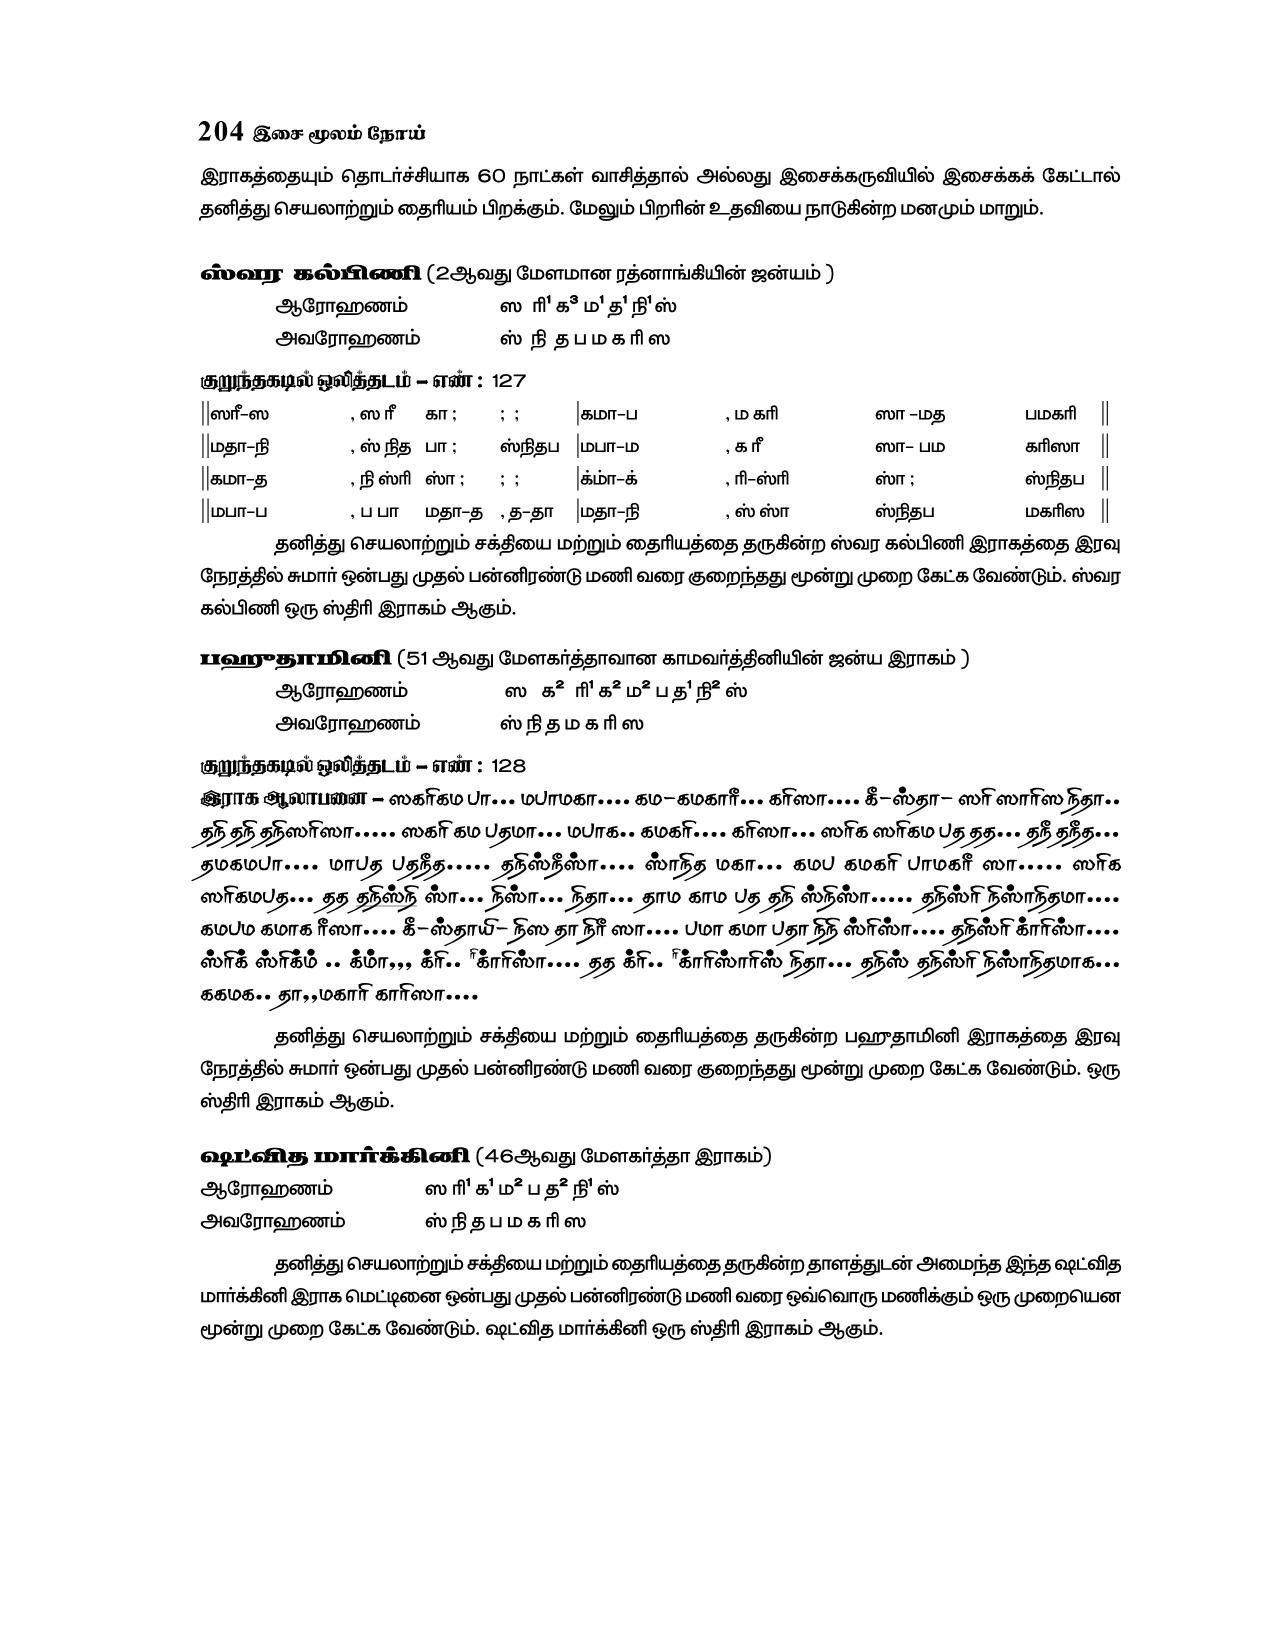 204 இசை மூலம் நோய்
இராகத்தையும் தொடர்ச்சியாக 60 நாட்கள் வாசித்தால் அல்லது இசைக்கருவியில் இசைக்கக் கேட்டால்
தனித்து செயலாற்றும் தைரியம் பிறக்கும். மேலும் பிறரின் உதவியை நாடுகின்ற மனமும் மாறும்.
ஸ்வர கல்பிணி (2ஆவது மேளமான ரத்னாங்கியின் ஜன்யம் )
ஆரோஹணம் ஸ ரி¹ க³ ம¹ த¹ நி¹ ஸ்
அவரோஹணம் ஸ் நி த ப ம க ரி ஸ
குறுந்தகடில் ஒலித்தடம் – எண் : 127
||ஸரீ-ஸ , ஸ ரீ கா ; ; ; |கமா-ப , ம கரி ஸா -மத பமகரி ||
||மதா-நி , ஸ் நித பா ; ஸ்நிதப |மபா-ம , க ரீ ஸா- பம கரிஸா ||
||கமா-த , நி ஸ்ரி ஸ்ா ; ; ; |க்ம்ா-க் , ரி-ஸ்ரி ஸ்ா ; ஸ்நிதப ||
||மபா-ப , ப பா மதா-த , த-தா |மதா-நி , ஸ் ஸ்ா ஸ்நிதப மகரிஸ ||
தனித்து செயலாற்றும் சக்தியை மற்றும் தைரியத்தை தருகின்ற ஸ்வர கல்பிணி இராகத்தை இரவு
நேரத்தில் சுமார் ஒன்பது முதல் பன்னிரண்டு மணி வரை குறைந்தது மூன்று முறை கேட்க வேண்டும். ஸ்வர
கல்பிணி ஒரு ஸ்திரி இராகம் ஆகும்.
பஹுதாமினி (51 ஆவது மேளகர்த்தாவான காமவர்த்தினியின் ஜன்ய இராகம் )
ஆரோஹணம் ஸ க² ரி¹ க² ம² ப த¹ நி² ஸ்
அவரோஹணம் ஸ் நி த ம க ரி ஸ
குறுந்தகடில் ஒலித்தடம் – எண் : 128
இராக ஆலாபனை – ஸகரிகம பா... மபாமகா.... கம-கமகாரீ... கரிஸா.... கீ-ஸ்தா- ஸரி ஸாரிஸ நிதா..
தநி தநி தநிஸரிஸா..... ஸகரி கம பதமா... மபாக.. கமகரி.... கரிஸா... ஸரிக ஸரிகம பத தத... தநீ தநீத...
தமகமபா.... மாபத பதநீத..... தநிஸ்நீஸ்ா.... ஸ்ாநித மகா... கமப கமகரி பாமகரீ ஸா..... ஸரிக
ஸரிகமபத... தத தநிஸ்நி ஸ்ா... நிஸ்ா... நிதா... தாம காம பத தநி ஸ்நிஸ்ா..... தநிஸ்ரி நிஸ்ாநிதமா....
கமபம கமாக ரீஸா.... கீ-ஸ்தாய்- நிஸ தா நிரீ ஸா.... பமா கமா பதா நிநி ஸ்ரிஸ்ா.... தநிஸ்ரி க்ாரிஸ்ா....
ஸ்ரிக் ஸ்ரிக்ம் .. க்ம்ா,,, க்ரி.. ரிக்ாரிஸ்ா.... தத க்ரி.. ரிக்ாரிஸ்ாரிஸ் நிதா... தநிஸ் தநிஸ்ரி நிஸ்ாநிதமாக...
ககமக.. தா,,மகாரி காரிஸா....
தனித்து செயலாற்றும் சக்தியை மற்றும் தைரியத்தை தருகின்ற பஹுதாமினி இராகத்தை இரவு
நேரத்தில் சுமார் ஒன்பது முதல் பன்னிரண்டு மணி வரை குறைந்தது மூன்று முறை கேட்க வேண்டும். ஒரு
ஸ்திரி இராகம் ஆகும்.
ஷட்வித மார்க்கினி (46ஆவது மேளகர்த்தா இராகம்)
ஆரோஹணம் ஸ ரி¹ க¹ ம² ப த² நி¹ ஸ்
அவரோஹணம் ஸ் நி த ப ம க ரி ஸ
தனித்து செயலாற்றும் சக்தியை மற்றும் தைரியத்தை தருகின்ற தாளத்துடன் அமைந்த இந்த ஷட்வித
மார்க்கினி இராக மெட்டினை ஒன்பது முதல் பன்னிரண்டு மணி வரை ஒவ்வொரு மணிக்கும் ஒரு முறையென
மூன்று முறை கேட்க வேண்டும். ஷட்வித மார்க்கினி ஒரு ஸ்திரி இராகம் ஆகும்.